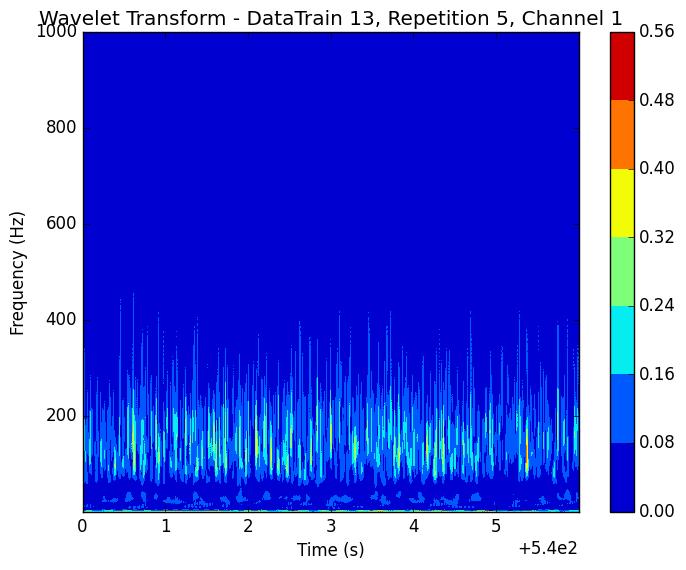 Wavelet Transform - DataTrain 13, Repetition 5, Channel 1
1000
800
600
400
200
Frequency (Hz)
0 1 2 3 4 5
Time (s)
+5.4e2
0.56
0.48
0.40
0.32
0.24
0.16
0.08
0.00